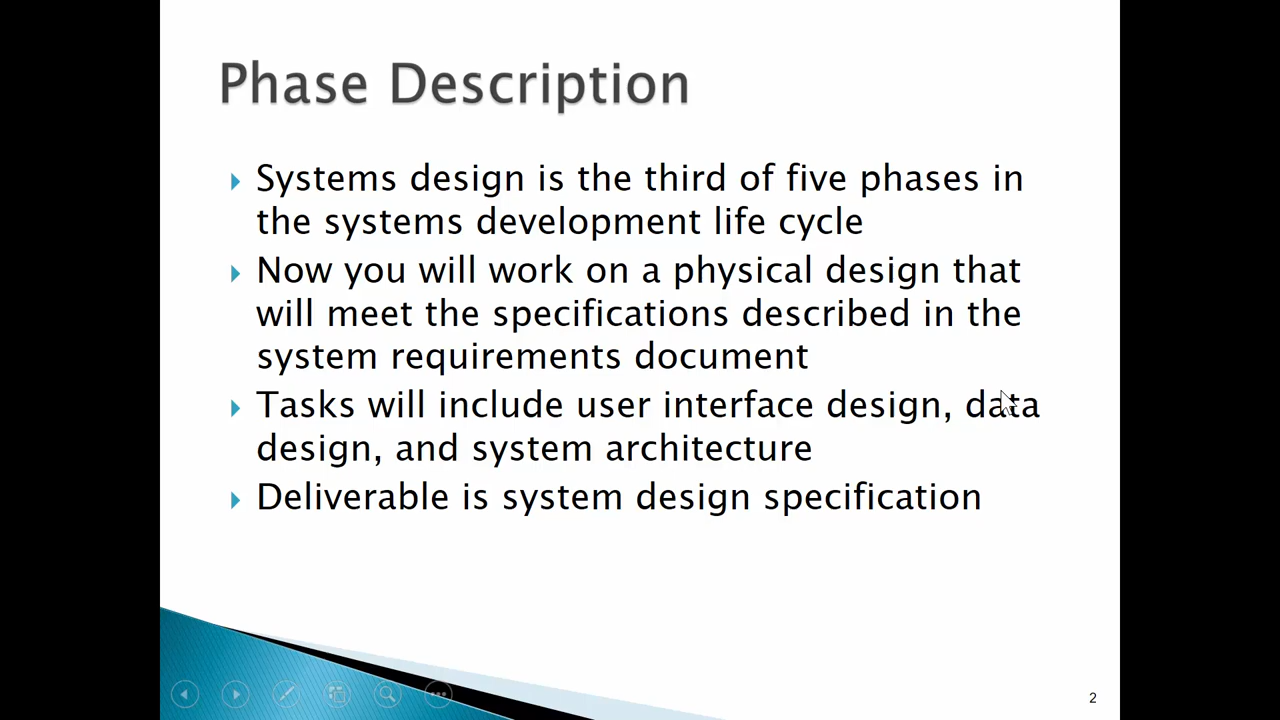 Phase Description
Systems design is the third of five phases in
the systems development life cycle
Now you will work on a physical design that
will meet the specifications described in the
system requirements document
Tasks will include user interface design, data
design, and system architecture
Deliverable is system design specification
2